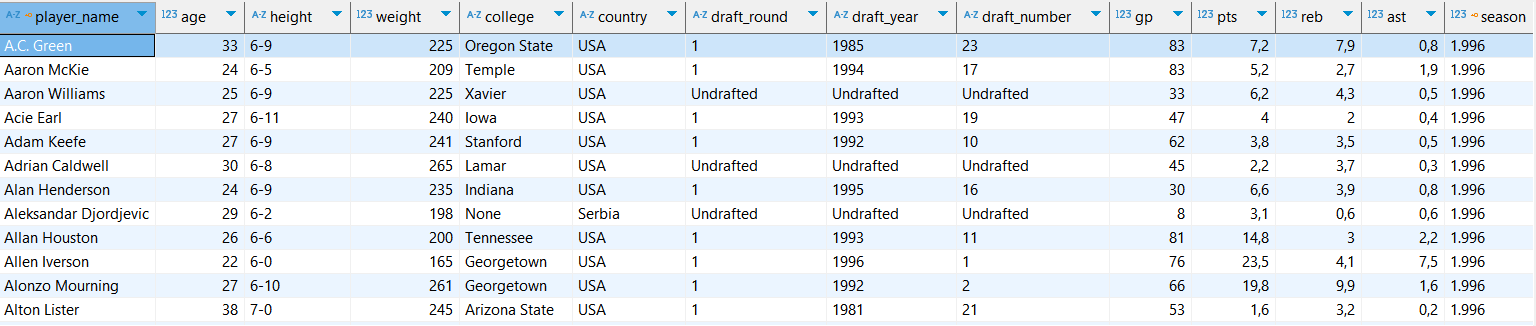 A-Z player_name 123 age A-Z height 123 weight A-Z college A-Z country A-Z draft_round A-Z draft_year A-Z draft_number 123 gp 123 pts 123 reb 123 ast 123 season
A.C. Green 33 6-9 225 Oregon State USA 1 1985 23 83 7,2 7,9 0,8 1.996
Aaron McKie 24 6-5 209 Temple USA 1 1994 17 83 5,2 2,7 1,9 1.996
Aaron Williams 25 6-9 225 Xavier USA Undrafted Undrafted Undrafted 33 6,2 4,3 0,5 1.996
Acie Earl 27 6-11 240 Iowa USA 1 1993 19 47 4 2 0,4 1.996
Adam Keefe 27 6-9 241 Stanford USA 1 1992 10 62 3,8 3,5 0,5 1.996
Adrian Caldwell 30 6-8 265 Lamar USA Undrafted Undrafted Undrafted 45 2,2 3,7 0,3 1.996
Alan Henderson 24 6-9 235 Indiana USA 1 1995 16 30 6,6 3,9 0,8 1.996
Aleksandar Djordjevic 29 6-2 198 None Serbia Undrafted Undrafted Undrafted 8 3,1 0,6 0,6 1.996
Allan Houston 26 6-6 200 Tennessee USA 1 1993 11 81 14,8 3 2,2 1.996
Allen Iverson 22 6-0 165 Georgetown USA 1 1996 1 76 23,5 4,1 7,5 1.996
Alonzo Mourning 27 6-10 261 Georgetown USA 1 1992 2 66 19,8 9,9 1,6 1.996
Alton Lister 38 7-0 245 Arizona State USA 1 1981 21 53 1,6 3,2 0,2 1.996